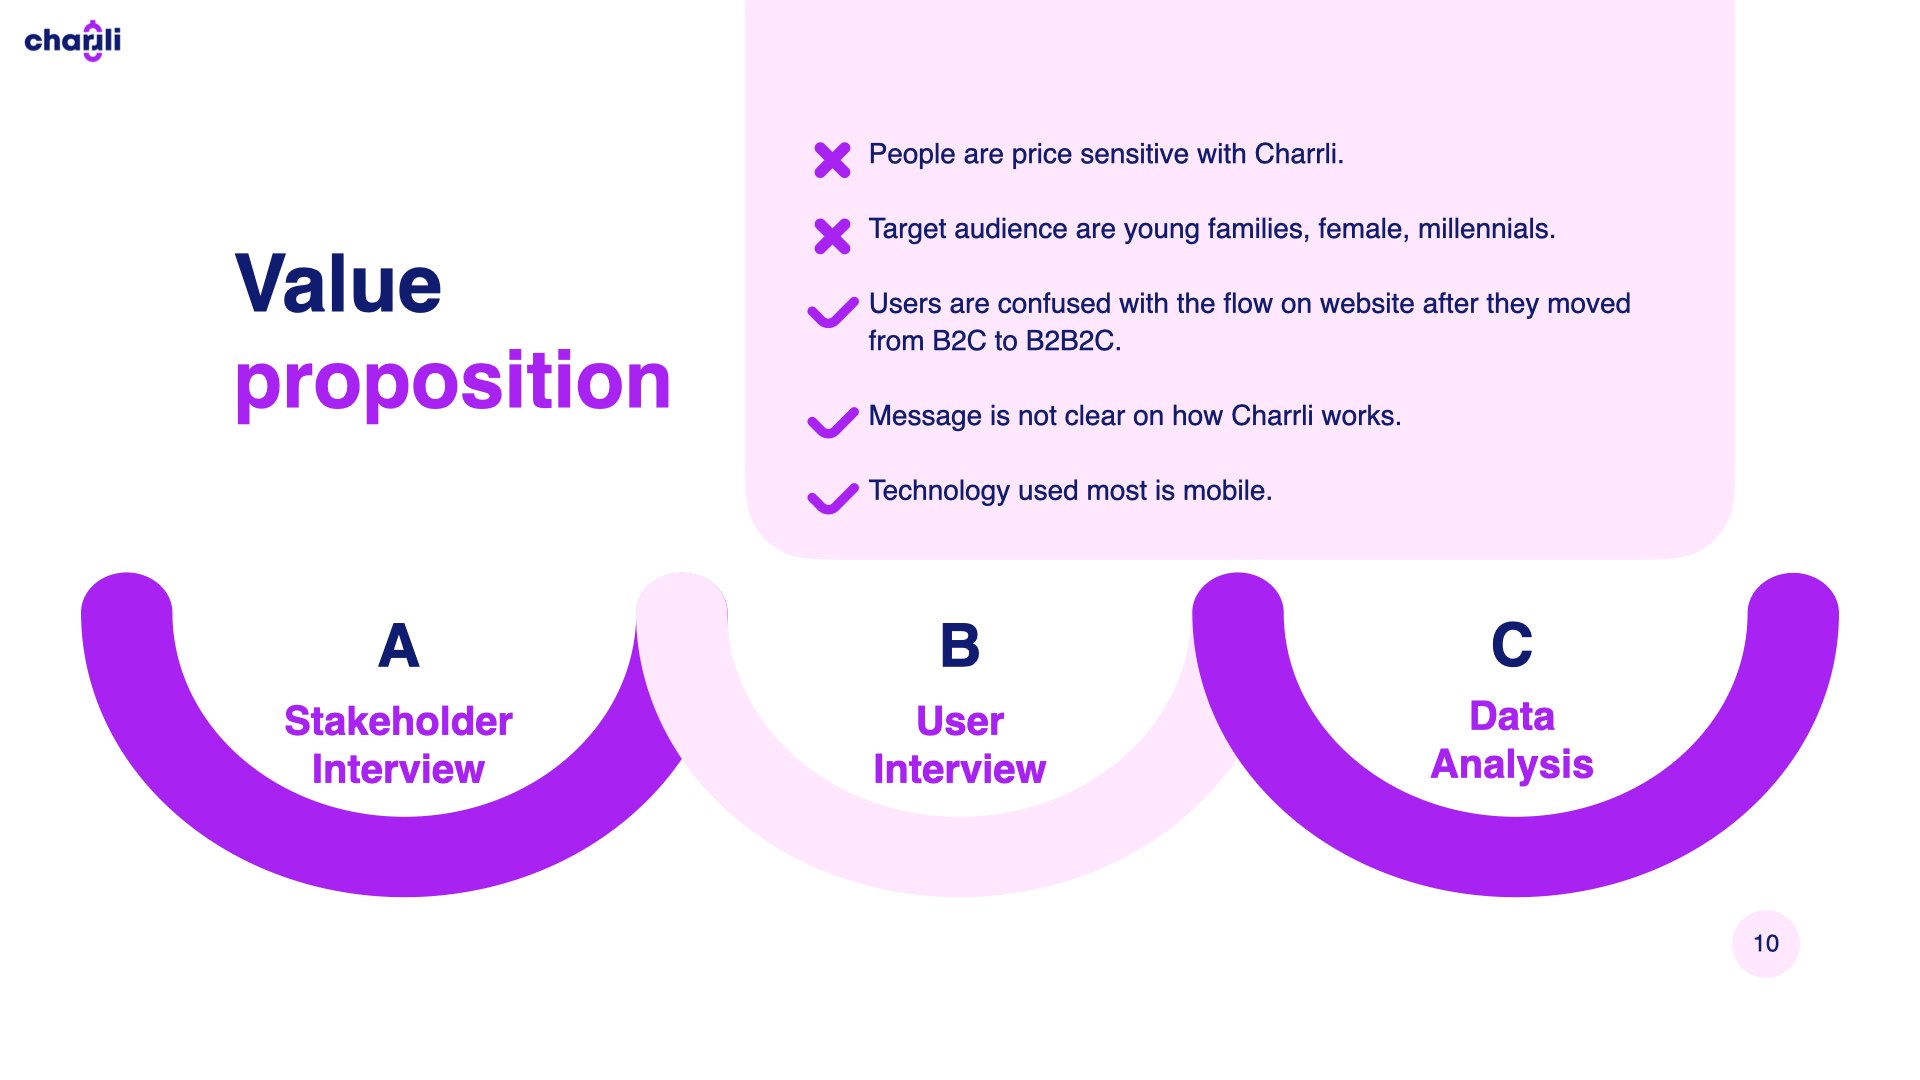 charrli
Value
proposition
People are price sensitive with Charrli.
Target audience are young families, female, millennials.
Users are confused with the flow on website after they moved
from B2C to B2B2C.
Message is not clear on how Charrli works.
Technology used most is mobile.
A
Stakeholder
Interview
B
User
Interview
C
Data
Analysis
10